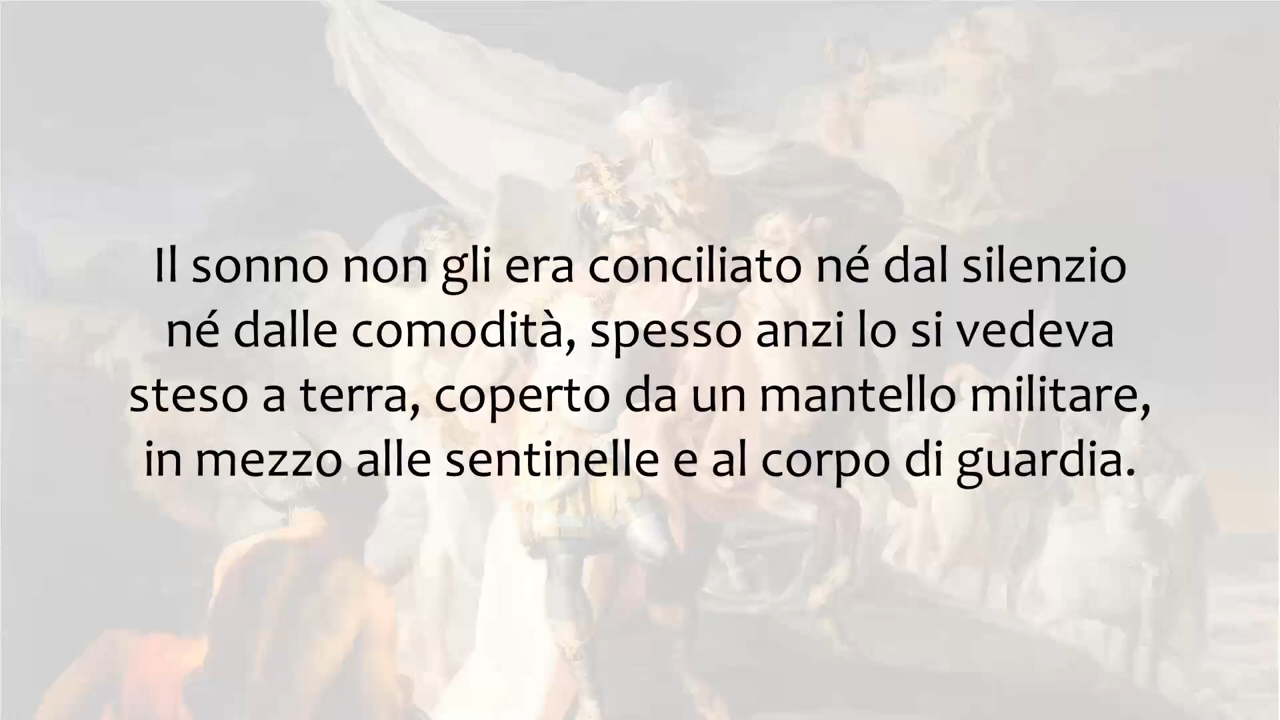 Il sonno non gli era conciliato né dal silenzio
né dalle comodità, spesso anzi lo si vedeva
steso a terra, coperto da un mantello militare,
in mezzo alle sentinelle e al corpo di guardia.